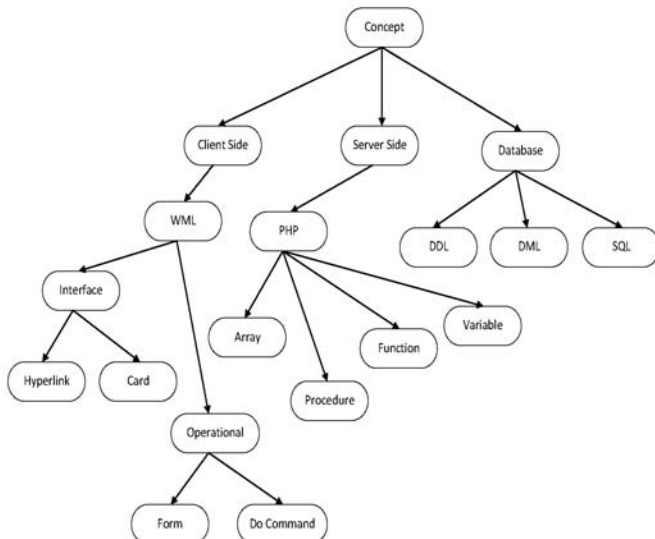 Concept
Client Side
Server Side
Database
WML
PHP
DDL
DML
SQL
Interface
Array
Function
Variable
Hyperlink
Card
Procedure
Operational
Form
Do Command